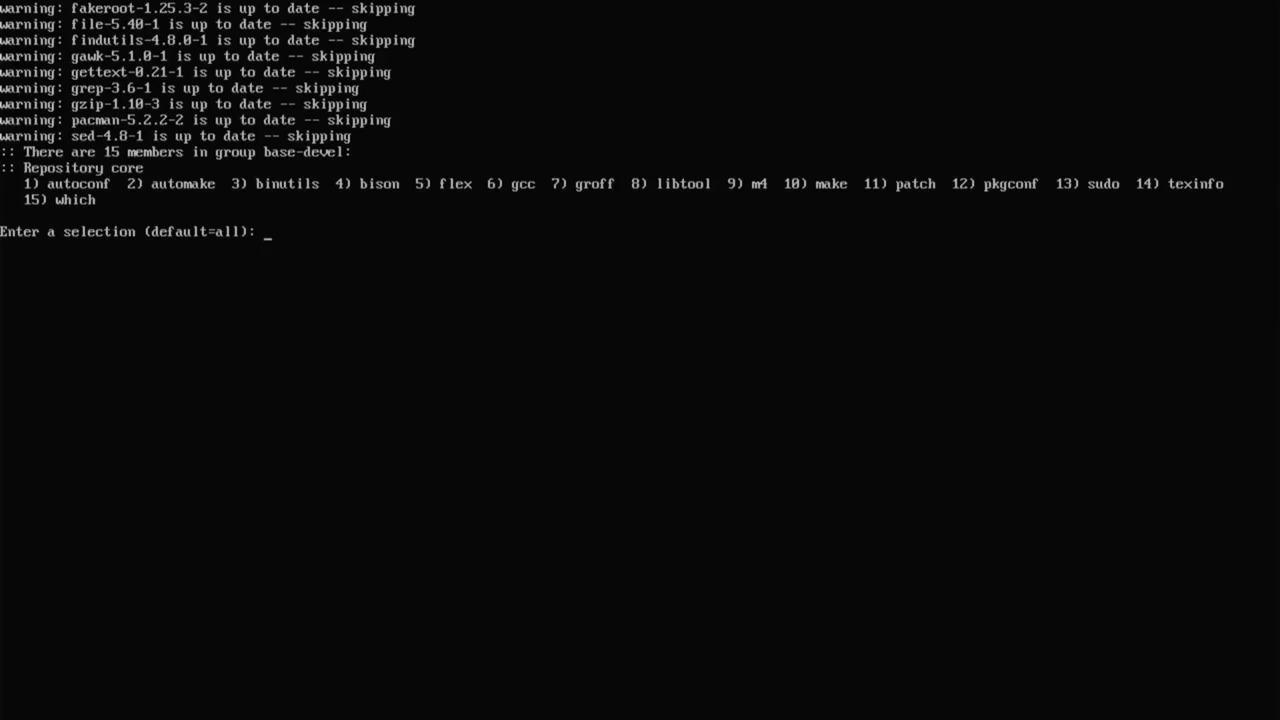 warning: fakeroot-1.25.3-2 is up to date -- skipping
warning: file-5.40-1 is up to date -- skipping
warning: findutils-4.8.0-1 is up to date -- skipping
warning: gawk-5.1.0-1 is up to date -- skipping
warning: gettext-0.21-1 is up to date -- skipping
warning: grep-3.6-1 is up to date -- skipping
warning: gzip-1.10-3 is up to date -- skipping
warning: pacman-5.2.2-2 is up to date -- skipping
warning: sed-4.8-1 is up to date -- skipping
:: There are 15 members in group base-devel:
:: Repository core
   1) autoconf  2) automake  3) binutils  4) bison  5) flex  6) gcc  7) groff  8) libtool  9) m4  10) make  11) patch  12) pkgconf  13) sudo  14) texinfo
   15) which
Enter a selection (default=all): _